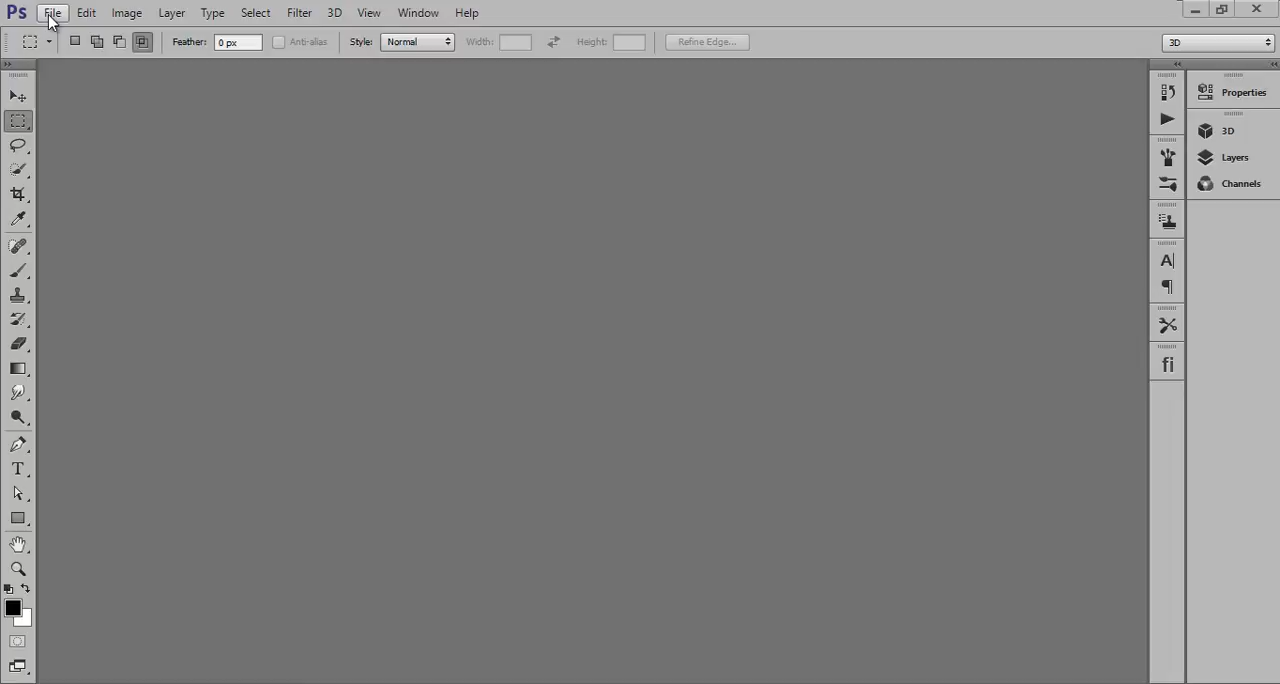 Ps File Edit Image Layer Type Select Filter 3D View Window Help
Feather: 0 px Anti-alias Style: Normal Width: Height: Refine Edge... 3D
Properties
3D
Layers
Channels
A|
¶
fi
T